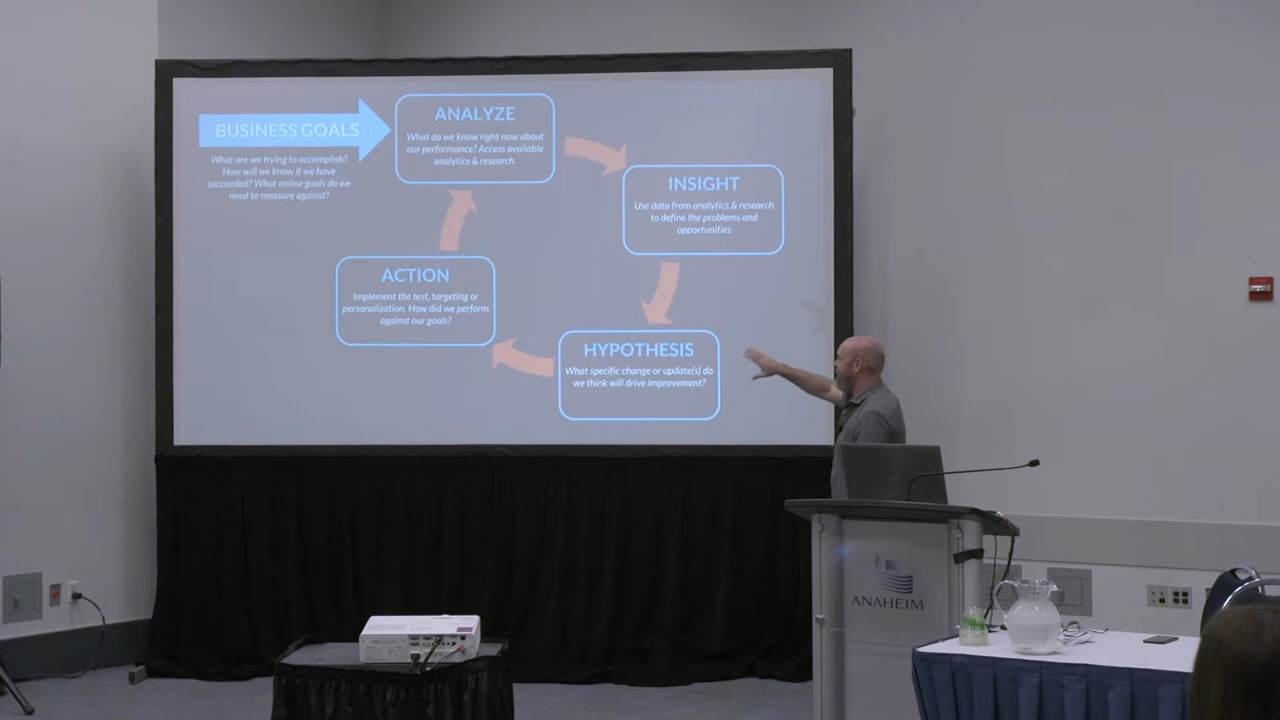 BUSINESS GOALS
What are we trying to accomplish?
How will we know if we have
succeeded? What online goals do we
need to measure against?
ANALYZE
What do we know right now about
our performance? Access available
analytics & research.
INSIGHT
Use data from analytics & research
to define the problems and
opportunities
HYPOTHESIS
What specific change or update(s) do
we think will drive improvement?
ACTION
Implement the test, targeting or
personalization. How did we perform
against our goals?
ANAHEIM